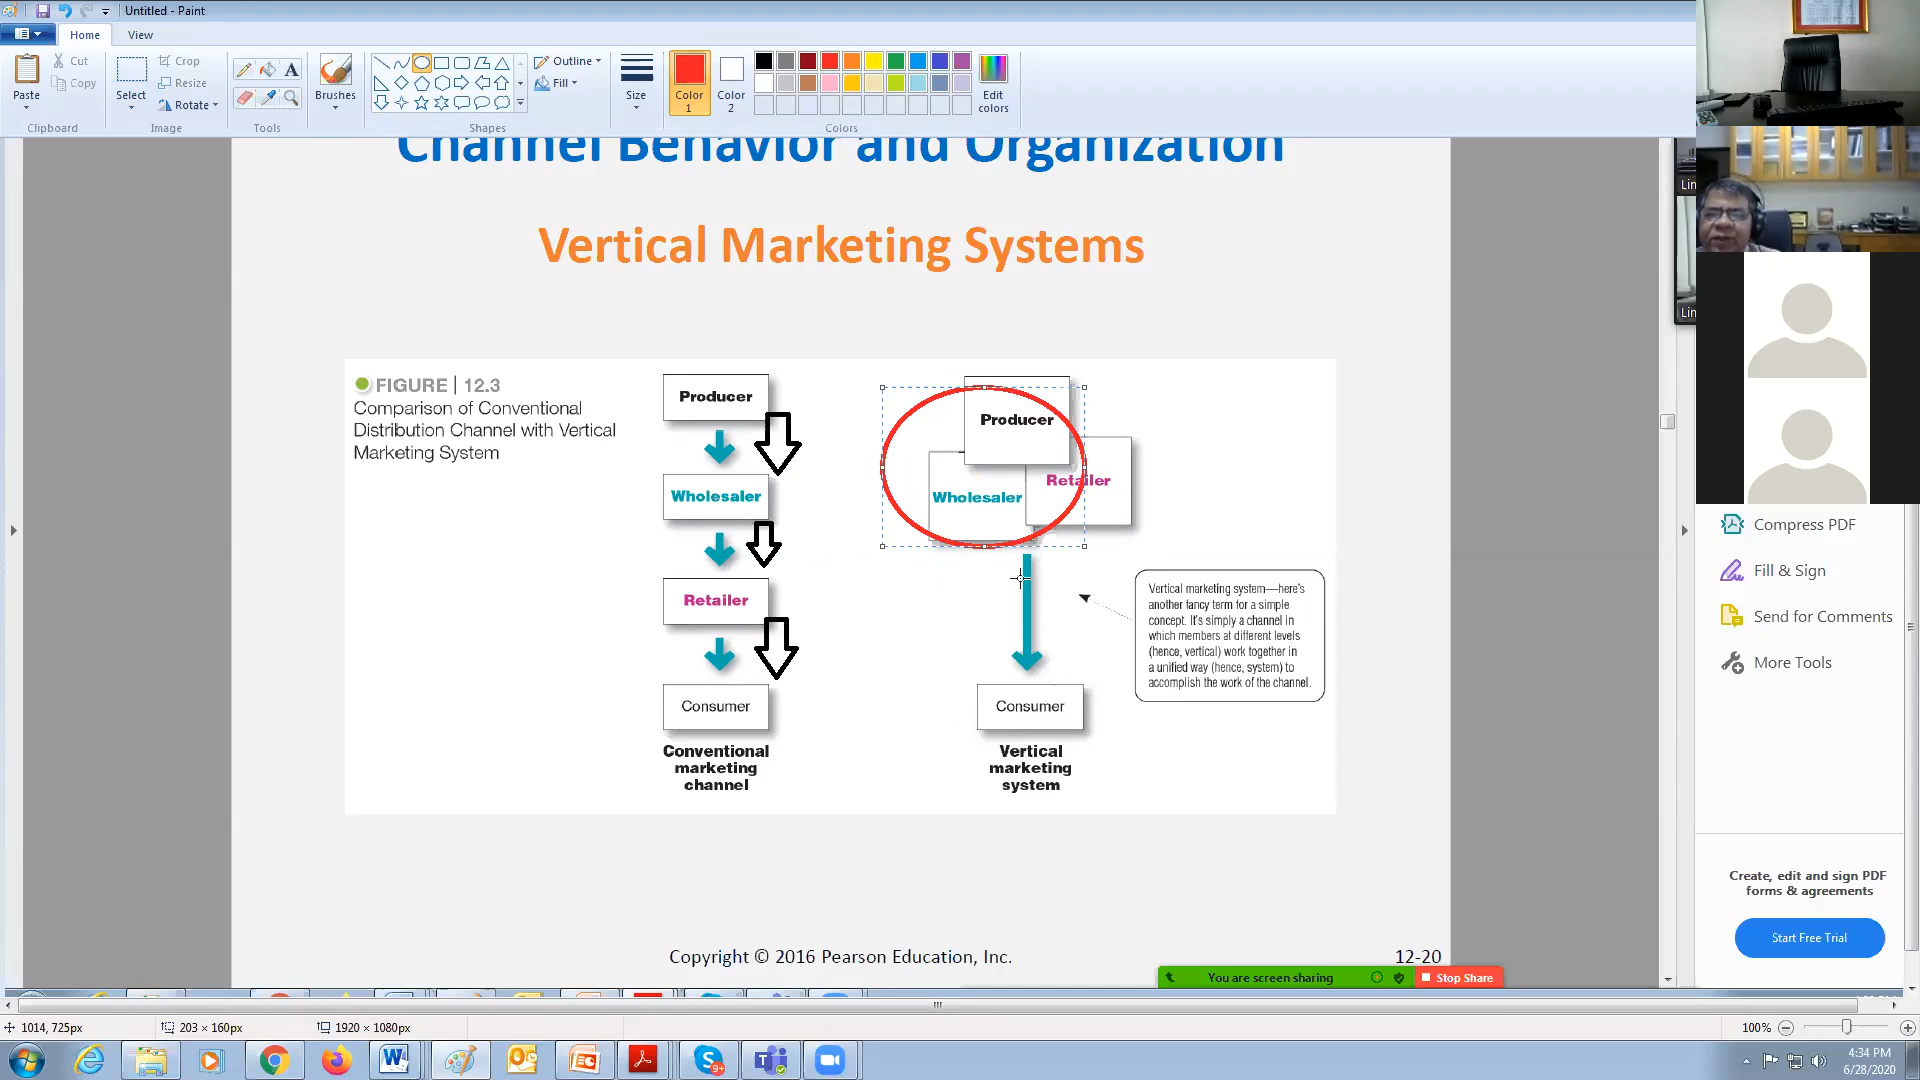 Untitled - Paint
Home
View
Paste
Cut
Copy
Clipboard
Select
Crop
Resize
Rotate
Image
Tools
Brushes
Shapes
Outline
Fill
Size
Color
1
Color
2
Edit
colors
Colors
Channel Behavior and Organization
Vertical Marketing Systems
FIGURE | 12.3
Comparison of Conventional
Distribution Channel with Vertical
Marketing System
Producer
Wholesaler
Retailer
Consumer
Conventional
marketing
channel
Producer
Wholesaler
Retailer
Consumer
Vertical
marketing
system
Vertical marketing system—here's
another fancy term for a simple
concept. It's simply a channel in
which members at different levels
(hence, vertical) work together in
a unified way (hence, system) to
accomplish the work of the channel.
Copyright © 2016 Pearson Education, Inc.
12-20
Lin
Lin
Compress PDF
Fill & Sign
Send for Comments
More Tools
Create, edit and sign PDF
forms & agreements
Start Free Trial
You are screen sharing
Stop Share
1014, 725px
203 × 160px
1920 × 1080px
100%
9+
4:34 PM
6/28/2020